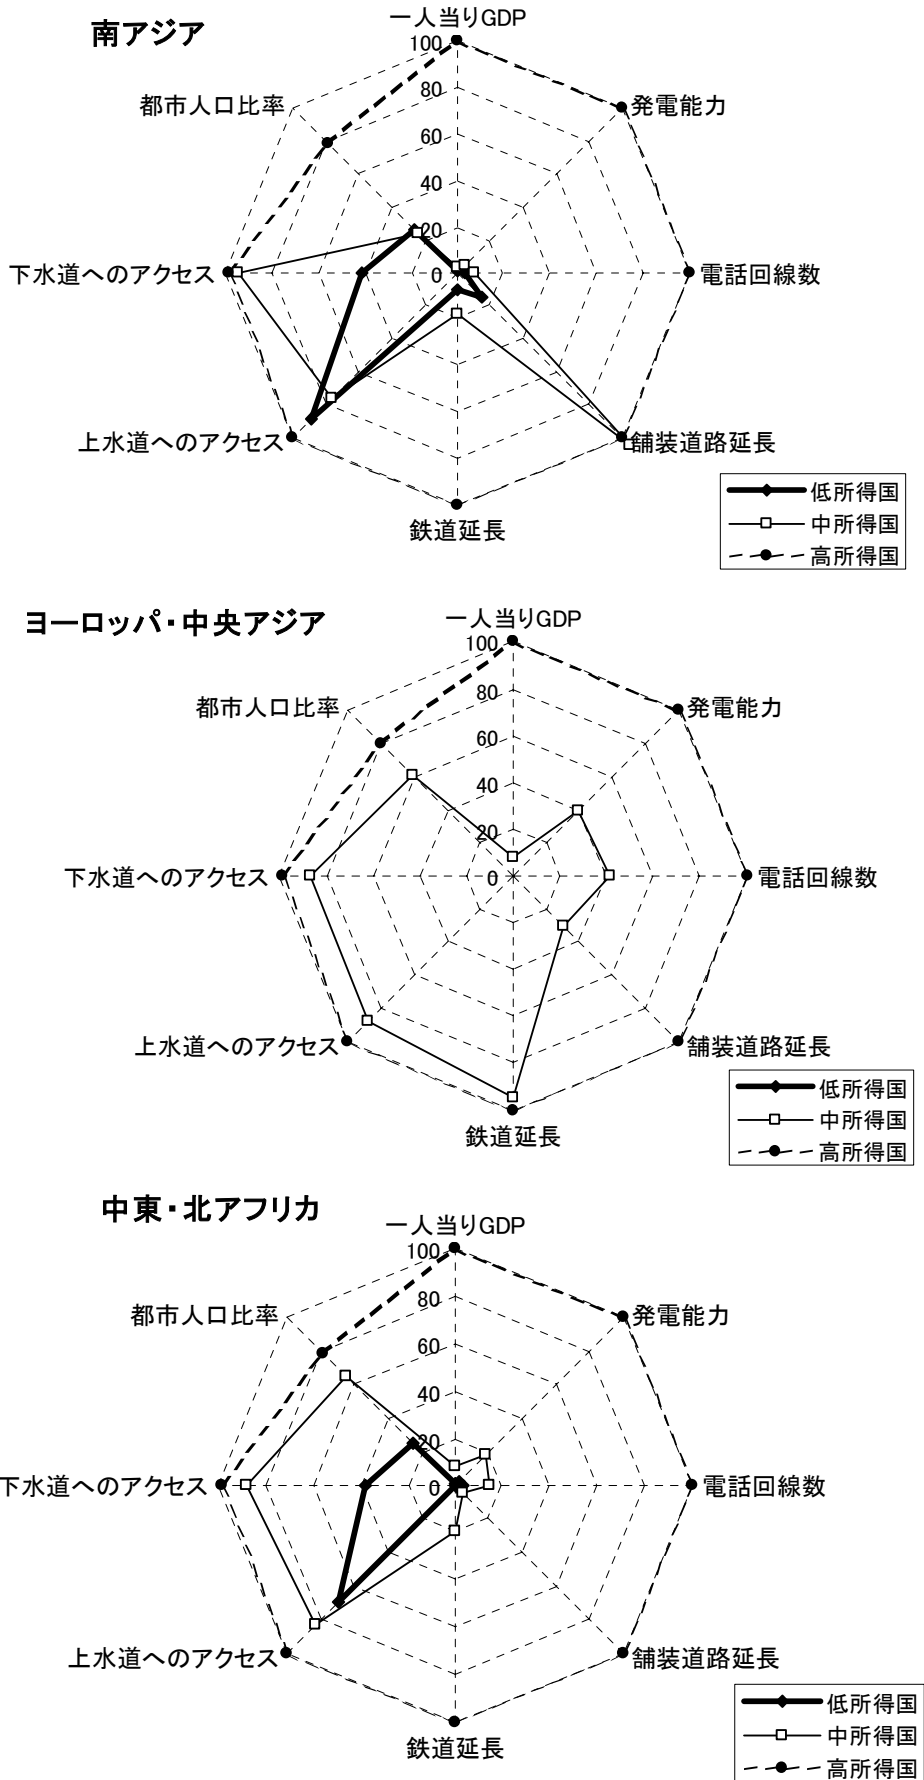 南アジア
一人当りGDP
100
80
60
40
20
0
発電能力
電話回線数
舗装道路延長
鉄道延長
上水道へのアクセス
下水道へのアクセス
都市人口比率
低所得国
中所得国
高所得国
ヨーロッパ・中央アジア
一人当りGDP
100
80
60
40
20
0
発電能力
電話回線数
舗装道路延長
鉄道延長
上水道へのアクセス
下水道へのアクセス
都市人口比率
低所得国
中所得国
高所得国
中東・北アフリカ
一人当りGDP
100
80
60
40
20
0
発電能力
電話回線数
舗装道路延長
鉄道延長
上水道へのアクセス
下水道へのアクセス
都市人口比率
低所得国
中所得国
高所得国